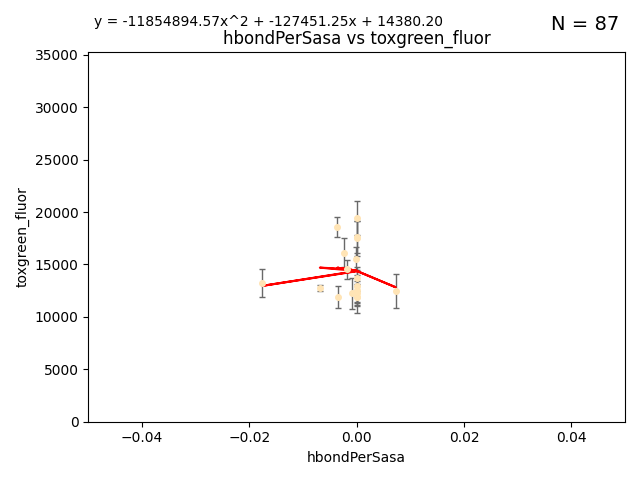 y = -11854894.57x^2 + -127451.25x + 14380.20
N = 87
hbondPerSasa vs toxgreen_fluor
35000
30000
25000
20000
15000
10000
5000
0
toxgreen_fluor
−0.04
−0.02
0.00
0.02
0.04
hbondPerSasa